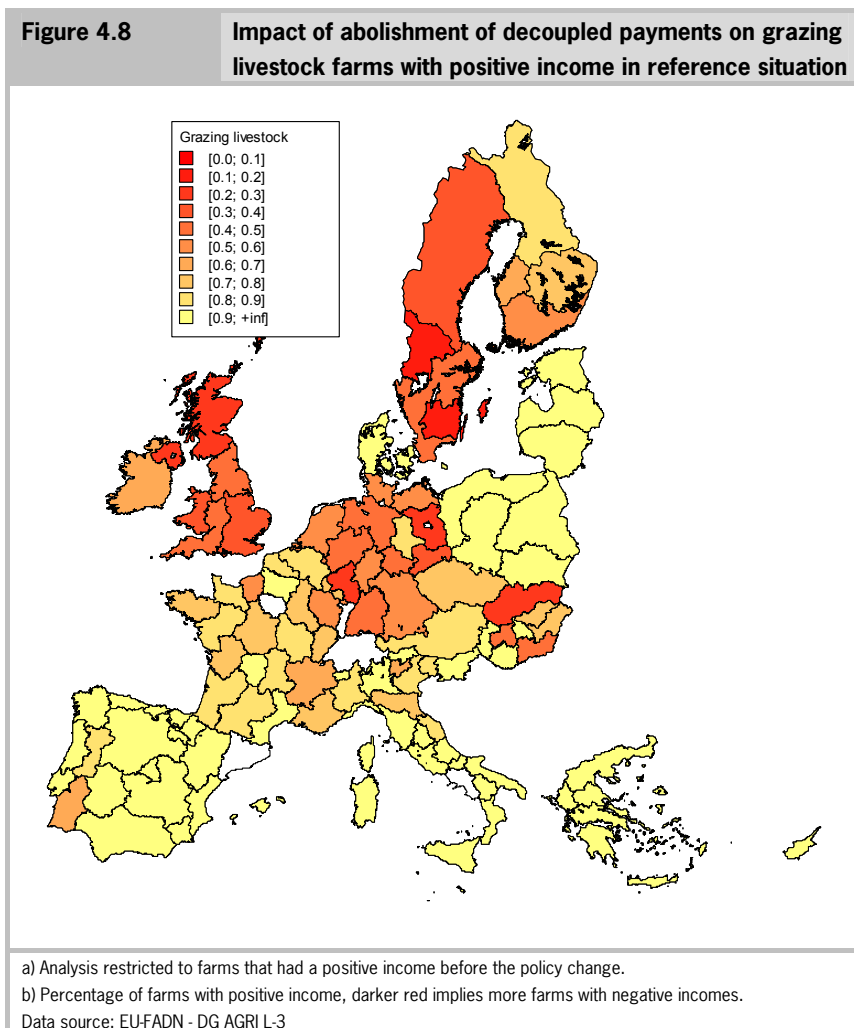 Figure 4.8
Impact of abolishment of decoupled payments on grazing
livestock farms with positive income in reference situation
Grazing livestock
[0.0; 0.1]
[0.1; 0.2]
[0.2; 0.3]
[0.3; 0.4]
[0.4; 0.5]
[0.5; 0.6]
[0.6; 0.7]
[0.7; 0.8]
[0.8; 0.9]
[0.9; +inf]
a) Analysis restricted to farms that had a positive income before the policy change.
b) Percentage of farms with positive income, darker red implies more farms with negative incomes.
Data source: EU-FADN - DG AGRI L-3